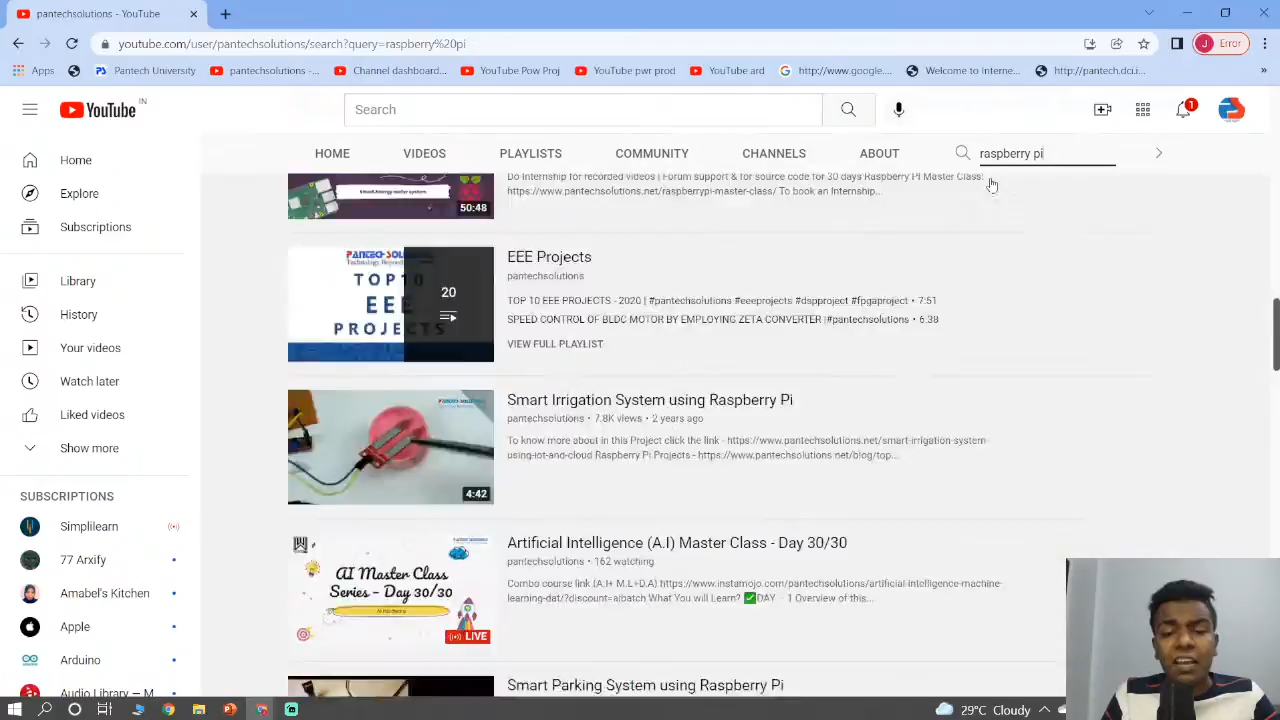 pantechsolutions - YouTube
youtube.com/user/pantechsolutions/search?query=raspberry%20pi
J Error
Apps
Pantech University
pantechsolutions -...
Channel dashboard...
YouTube Pow Proj
YouTube pwr prod
YouTube ard
http://www.google....
Welcome to Interne...
http://pantech.dci.i...
YouTube IN
Search
1
HOME
VIDEOS
PLAYLISTS
COMMUNITY
CHANNELS
ABOUT
raspberry pi
Home
Explore
Subscriptions
Library
History
Your videos
Watch later
Liked videos
Show more
SUBSCRIPTIONS
Simplilearn
77 Arxify
Amabel's Kitchen
Apple
Arduino
Audio Library — M
Do Internship for recorded videos | Forum support & for source code for 30 days Raspberry Pi Master Class:
https://www.pantechsolutions.net/raspberrypi-master-class/ To book an internship...
50:48
TOP 10
EEE
PROJECTS
20
EEE Projects
pantechsolutions
TOP 10 EEE PROJECTS - 2020 | #pantechsolutions #eeeprojects #dspproject #fpgaproject • 7:51
SPEED CONTROL OF BLDC MOTOR BY EMPLOYING ZETA CONVERTER |#pantechsolutions • 6:38
VIEW FULL PLAYLIST
4:42
Smart Irrigation System using Raspberry Pi
pantechsolutions • 7.8K views • 2 years ago
To know more about in this Project click the link - https://www.pantechsolutions.net/smart-irrigation-system-
using-iot-and-cloud Raspberry Pi Projects - https://www.pantechsolutions.net/blog/top...
AI Master Class
Series - Day 30/30
LIVE
Artificial Intelligence (A.I) Master Class - Day 30/30
pantechsolutions • 162 watching
Combo course link (A.I+ M.L+D.A) https://www.instamojo.com/pantechsolutions/artificial-intelligence-machine-
learning-dat/?discount=aibatch What You will Learn? ✅DAY – 1 Overview of this...
Smart Parking System using Raspberry Pi
29°C Cloudy